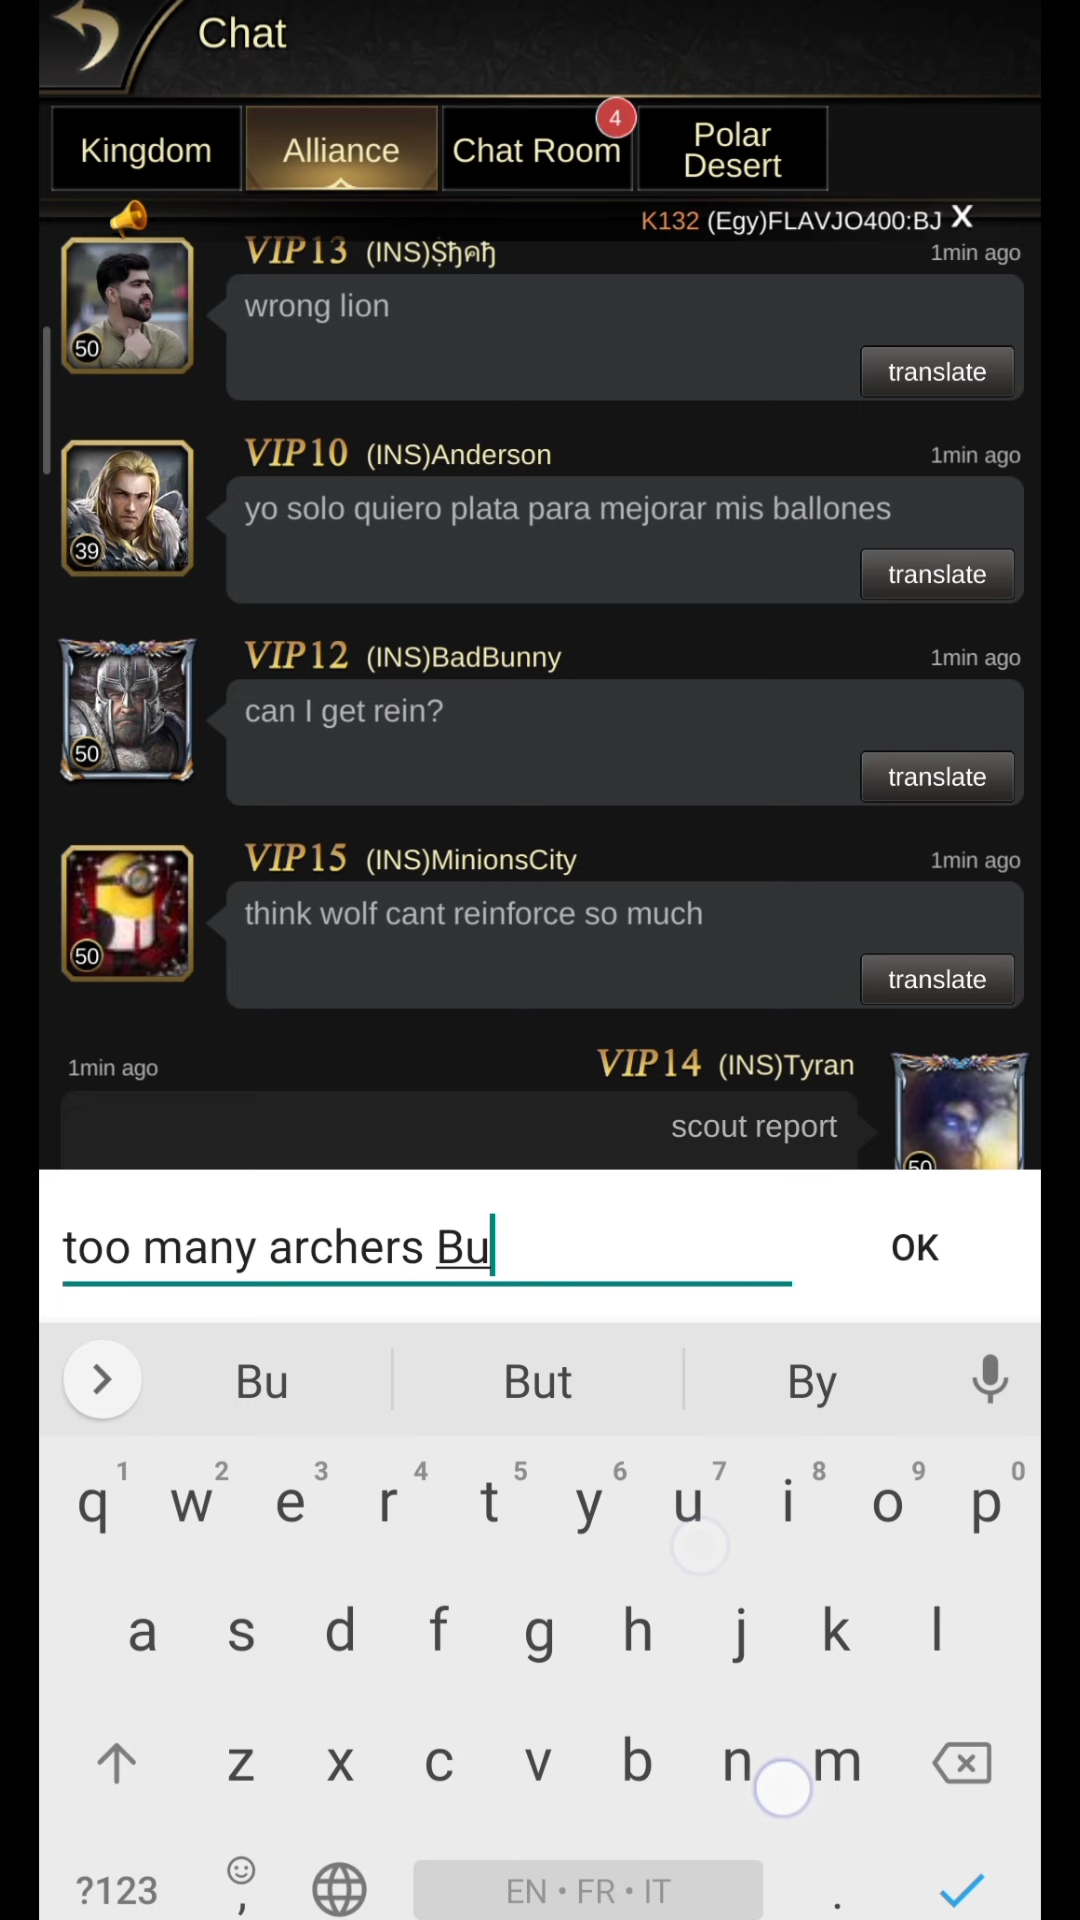 Chat
Kingdom
Alliance
Chat Room
4
Polar
Desert
K132 (Egy)FLAVJO400:BJ X
VIP13 (INS)
1min ago
50
wrong lion
translate
VIP10 (INS)Anderson
1min ago
39
yo solo quiero plata para mejorar mis ballones
translate
VIP12 (INS)BadBunny
1min ago
50
can I get rein?
translate
VIP15 (INS)MinionsCity
1min ago
50
think wolf cant reinforce so much
translate
1min ago
VIP14 (INS)Tyran
scout report
50
too many archers Bu
OK
Bu But By
1 2 3 4 5 6 7 8 9 0
q w e r t y u i o p
a s d f g h j k l
z x c v b n m
?123 , EN • FR • IT .